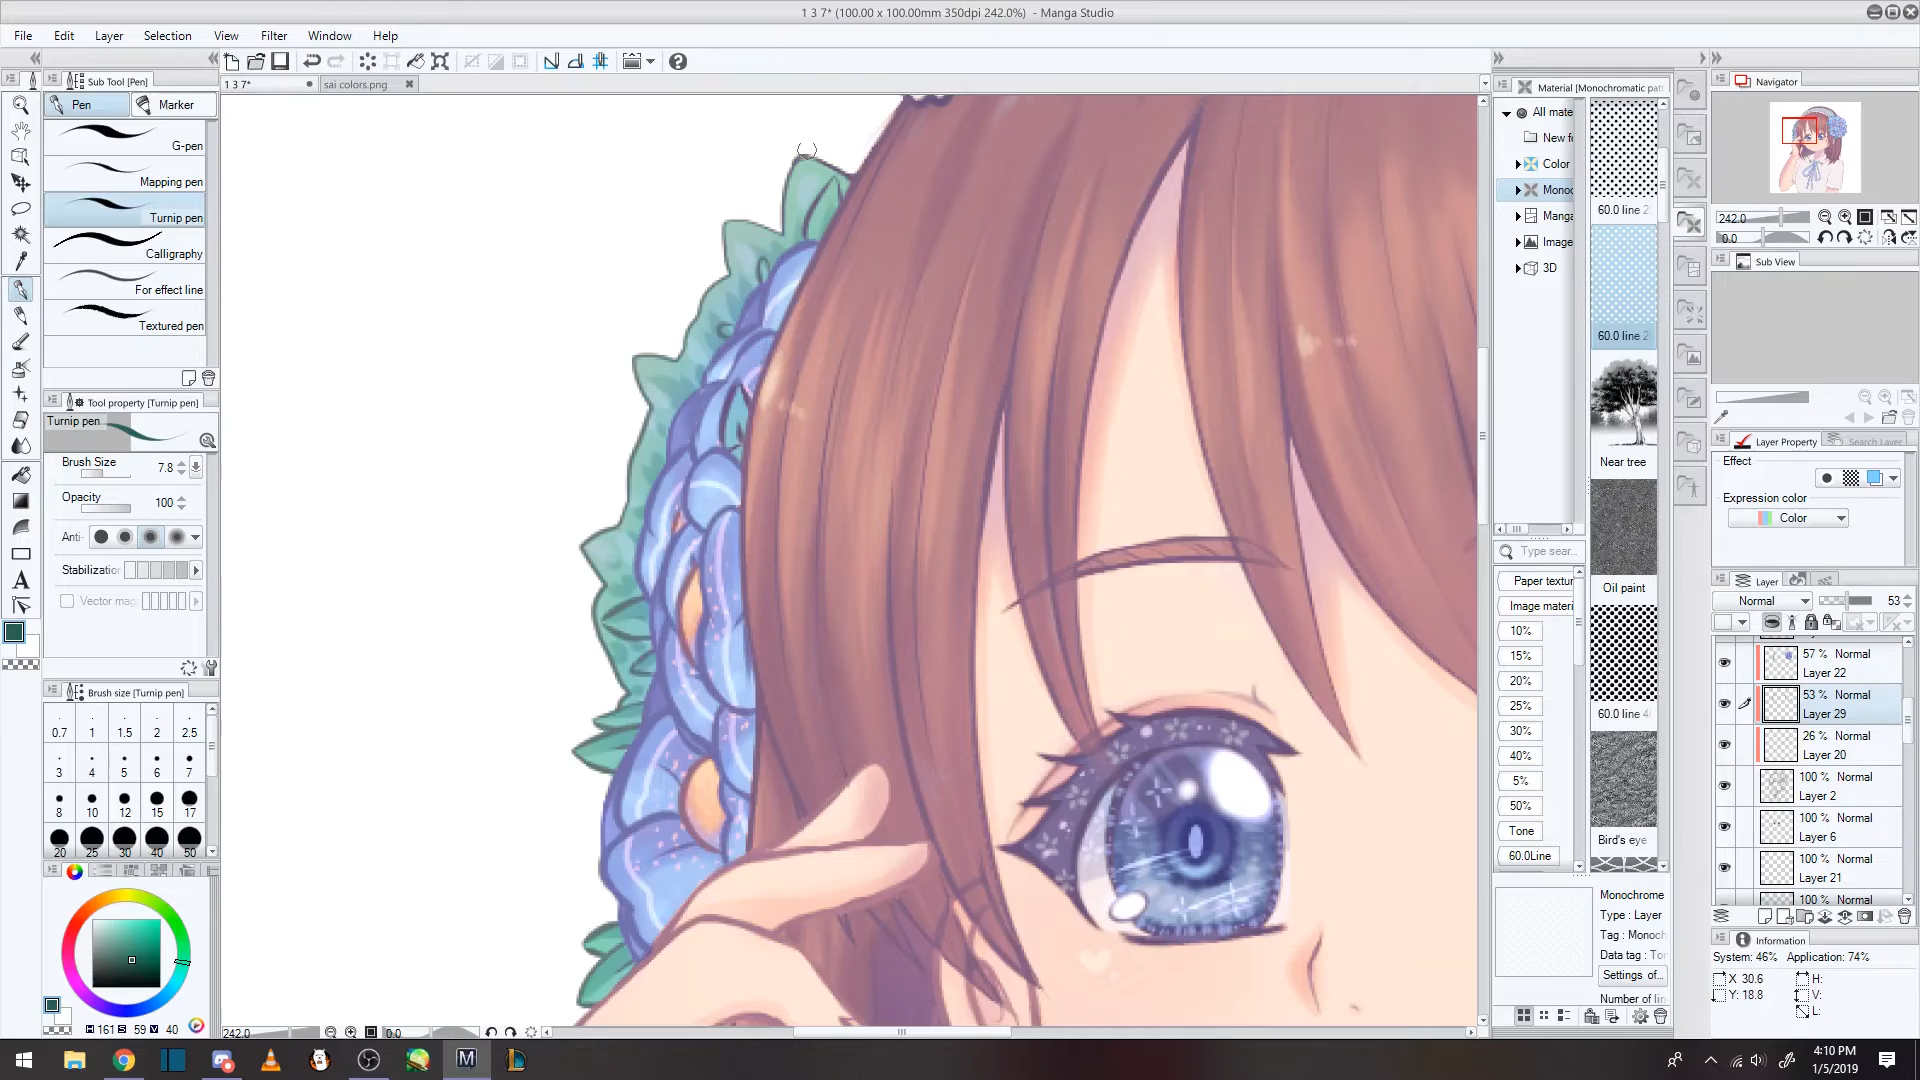 1 3 7* (100.00 x 100.00mm 350dpi 242.0%) - Manga Studio
File Edit Layer Selection View Filter Window Help
Sub Tool [Pen]
1 3 7*
sai colors.png
Pen
Marker
G-pen
Mapping pen
Turnip pen
Calligraphy
For effect line
Textured pen
Tool property [Turnip pen]
Turnip pen
Brush Size 7.8
Opacity 100
Anti-
Stabilization
Vector mag
Brush size [Turnip pen]
0.7 1 1.5 2 2.5
3 4 5 6 7
8 10 12 15 17
20 25 30 40 50
H 161 S 59 V 40
242.0
0.0
Material [Monochromatic pat
All mate
New fo
Color
Monoc
Manga
Image
3D
60.0 line 2
60.0 line 2
Near tree
Oil paint
60.0 line 4
Bird's eye
Type sear...
Paper textur
Image materi
10%
15%
20%
25%
30%
40%
5%
50%
Tone
60.0Line
Monochrome
Type : Layer
Tag : Monoch
Data tag : Tor
Settings of...
Number of lin
Navigator
242.0
0.0
Sub View
Layer Property
Search Layer
Effect
Expression color
Color
Layer
Normal 53
57 % Normal
Layer 22
53 % Normal
Layer 29
26 % Normal
Layer 20
100 % Normal
Layer 2
100 % Normal
Layer 6
100 % Normal
Layer 21
100 % Normal
Information
System: 46% Application: 74%
X 30.6 H:
Y: 18.8 V:
L:
4:10 PM
1/5/2019